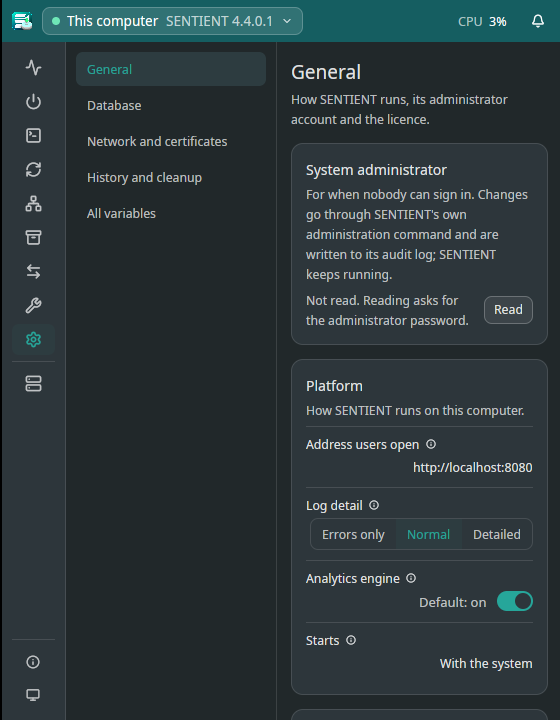 This computer SENTIENT 4.4.0.1
CPU 3%
General
Database
Network and certificates
History and cleanup
All variables
General
How SENTIENT runs, its administrator
account and the licence.
System administrator
For when nobody can sign in. Changes
go through SENTIENT's own
administration command and are
written to its audit log; SENTIENT
keeps running.
Not read. Reading asks for
the administrator password.
Read
Platform
How SENTIENT runs on this computer.
Address users open
http://localhost:8080
Log detail
Errors only Normal Detailed
Analytics engine
Default: on
Starts
With the system